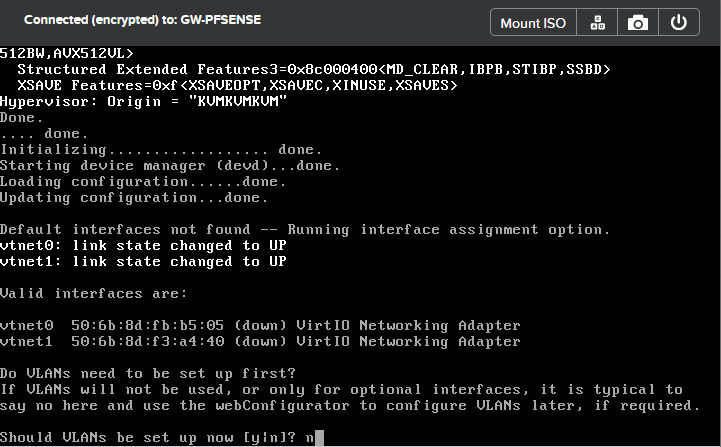 Connected (encrypted) to: GW-PFSENSE
Mount ISO
512BW,AVX512VL>
Structured Extended Features3=0x8c000400<MD_CLEAR,IBPB,STIBP,SSBD>
XSAVE Features=0xf<XSAVEOPT,XSAVEC,XINUSE,XSAVES>
Hypervisor: Origin = "KVMKVMKVM"
Done.
.... done.
Initializing.................. done.
Starting device manager (devd)...done.
Loading configuration......done.
Updating configuration...done.
Default interfaces not found -- Running interface assignment option.
vtnet0: link state changed to UP
vtnet1: link state changed to UP
Valid interfaces are:
vtnet0 50:6b:8d:fb:b5:05 (down) VirtIO Networking Adapter
vtnet1 50:6b:8d:f3:a4:40 (down) VirtIO Networking Adapter
Do VLANs need to be set up first?
If VLANs will not be used, or only for optional interfaces, it is typical to
say no here and use the webConfigurator to configure VLANs later, if required.
Should VLANs be set up now [y|n]? n